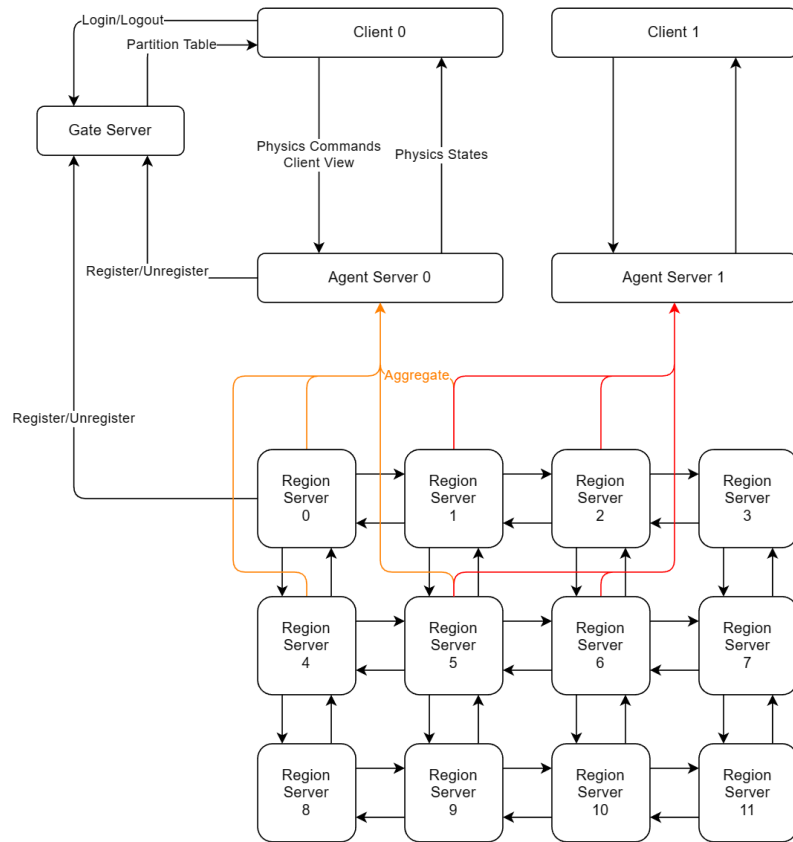 Login/Logout
Client 0
Client 1
Partition Table
Gate Server
Physics Commands
Client View
Physics States
Register/Unregister
Agent Server 0
Agent Server 1
Aggregate
Register/Unregister
Region
Server
0
Region
Server
1
Region
Server
2
Region
Server
3
Region
Server
4
Region
Server
5
Region
Server
6
Region
Server
7
Region
Server
8
Region
Server
9
Region
Server
10
Region
Server
11